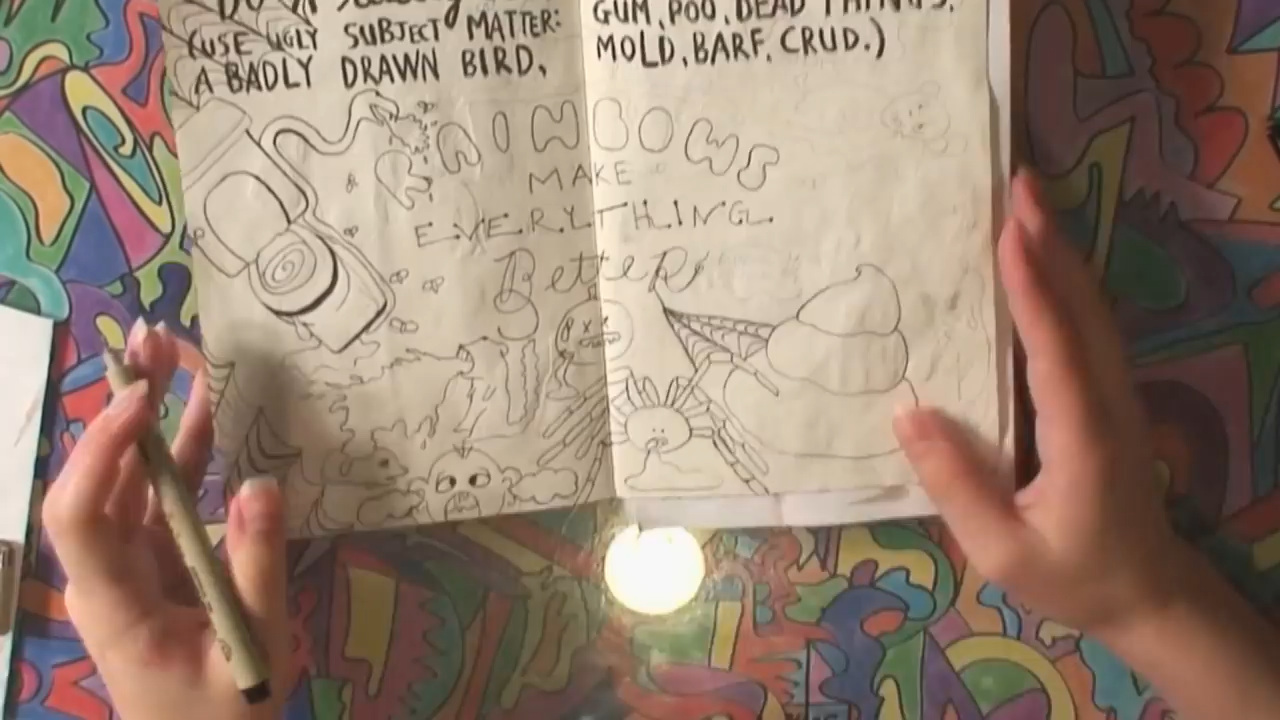 (USE UGLY SUBJECT MATTER: GUM, POO, DEAD THINGS,
A BADLY DRAWN BIRD, MOLD, BARF, CRUD.)
RAINBOWS
MAKE
EVERYTHING
Better